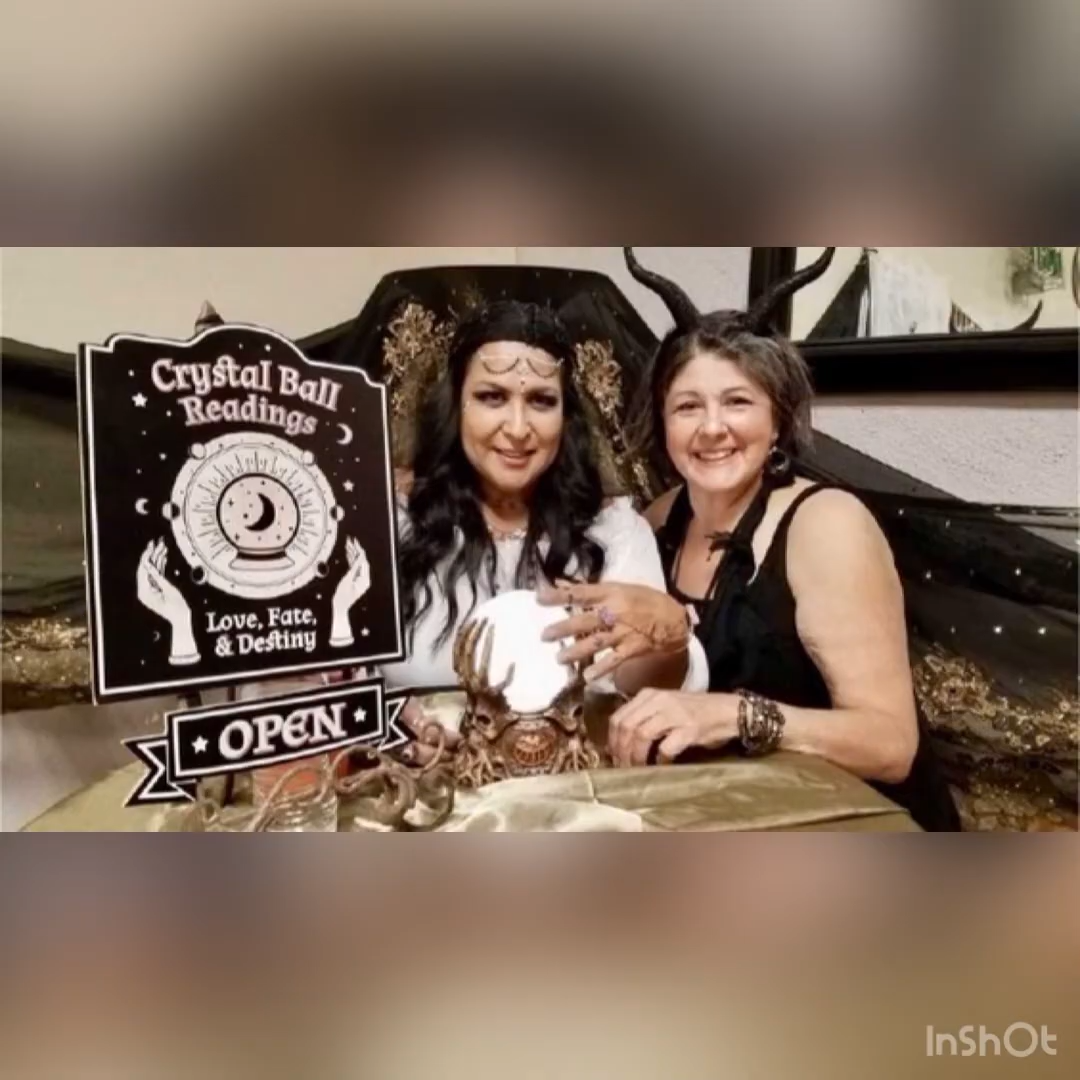 Crystal Ball
Readings
Love, Fate,
& Destiny
OPEN
InShOt